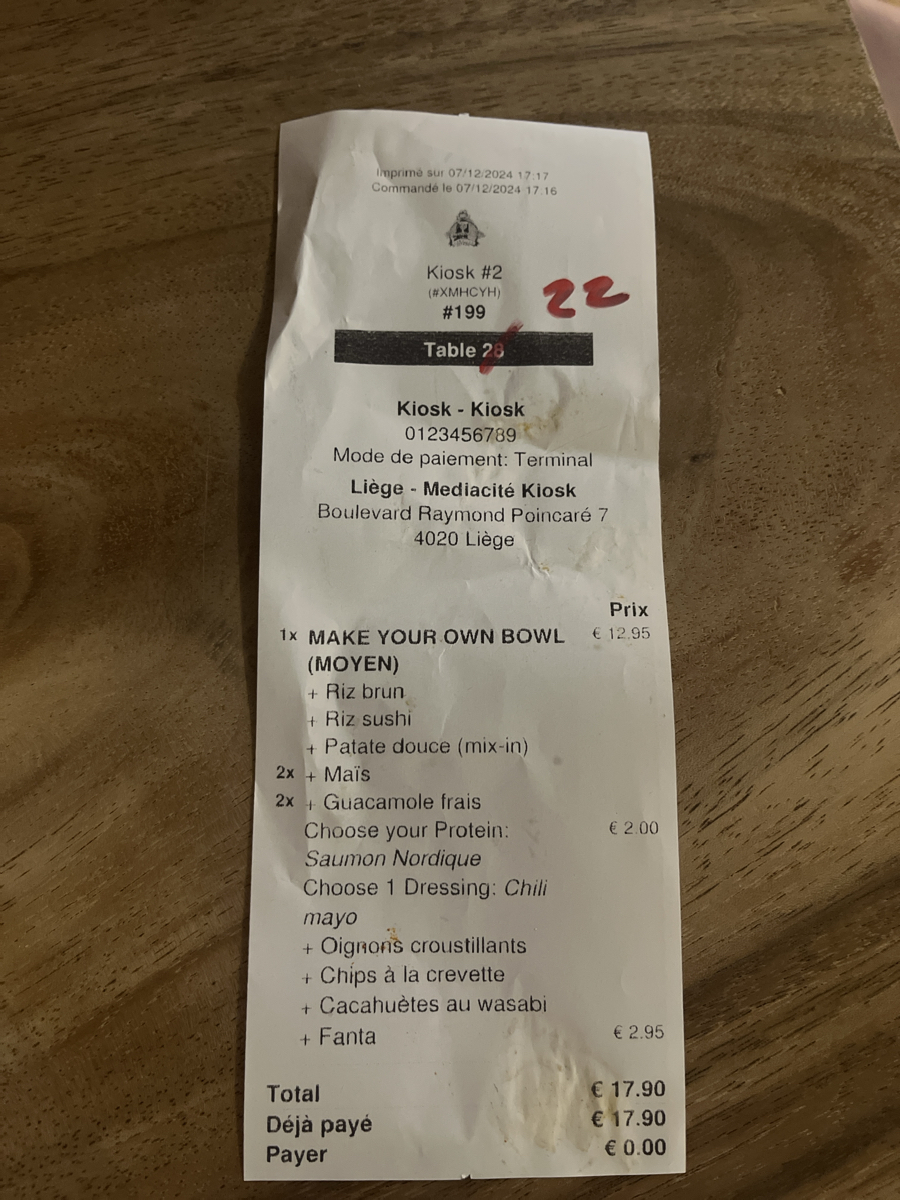 Imprimé sur 07/12/2024 17:17
Commandé le 07/12/2024 17:16
Kiosk #2
(#XMHCYH)
#199
22
Table 28
Kiosk - Kiosk
0123456789
Mode de paiement: Terminal
Liège - Mediacité Kiosk
Boulevard Raymond Poincaré 7
4020 Liège
Prix
1x MAKE YOUR OWN BOWL € 12.95
(MOYEN)
+ Riz brun
+ Riz sushi
+ Patate douce (mix-in)
2x + Maïs
2x + Guacamole frais
Choose your Protein: € 2.00
Saumon Nordique
Choose 1 Dressing: Chili
mayo
+ Oignons croustillants
+ Chips à la crevette
+ Cacahuètes au wasabi
+ Fanta € 2.95
Total € 17.90
Déjà payé € 17.90
Payer € 0.00